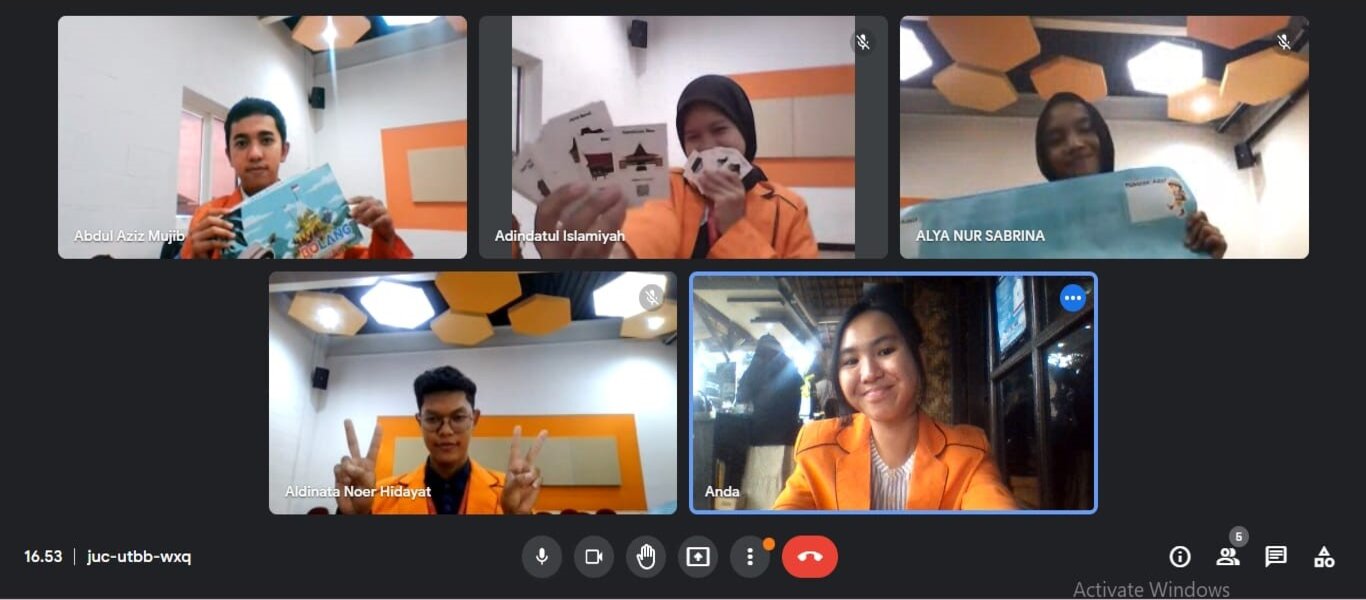 BOLANG
Abdul Aziz Mujib
Adindatul Islamiyah
ALYA NUR SABRINA
Aldinata Noer Hidayat
Anda
16.53 | juc-utbb-wxq
5
Activate Windows